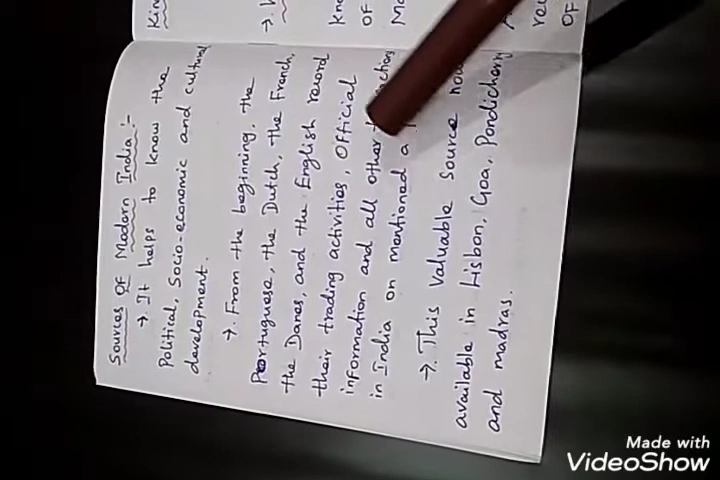 Sources OF Modern India:-
→ It helps to know the
Political, Socio-economic and cultural
development.
→ From the beginning, the
Portuguese, the Dutch, the French,
the Danes, and the English record
their trading activities, Official
information and all other
in India on mentioned a
→ This Valuable Source now
available in Lisbon, Goa, Pondicherry
and madras.
Made with
VideoShow